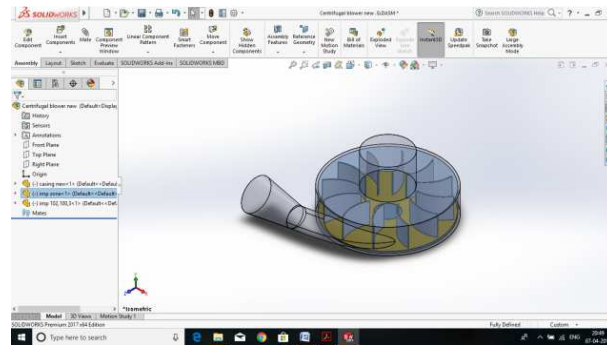 SOLIDWORKS
Centrifugal blower new .SLDASM *
Search SOLIDWORKS Help
Edit Component
Insert Components
Mate
Component Preview Window
Linear Component Pattern
Smart Fasteners
Move Component
Show Hidden Components
Assembly Features
Reference Geometry
New Motion Study
Bill of Materials
Exploded View
Instant3D
Update Speedpak
Take Snapshot
Large Assembly Mode
Assembly Layout Sketch Evaluate SOLIDWORKS Add-Ins SOLIDWORKS MBD
Centrifugal blower new (Default<Display
History
Sensors
Annotations
Front Plane
Top Plane
Right Plane
Origin
(-) casing new<1> (Default<<Defaul
(-) imp zone<1> (Default<<Default
(-) imp 102,100,3<1> (Default<<Def
Mates
*Isometric
Model 3D Views Motion Study 1
SOLIDWORKS Premium 2017 x64 Edition
Fully Defined Custom
Type here to search
ENG
20:49
07-04-20